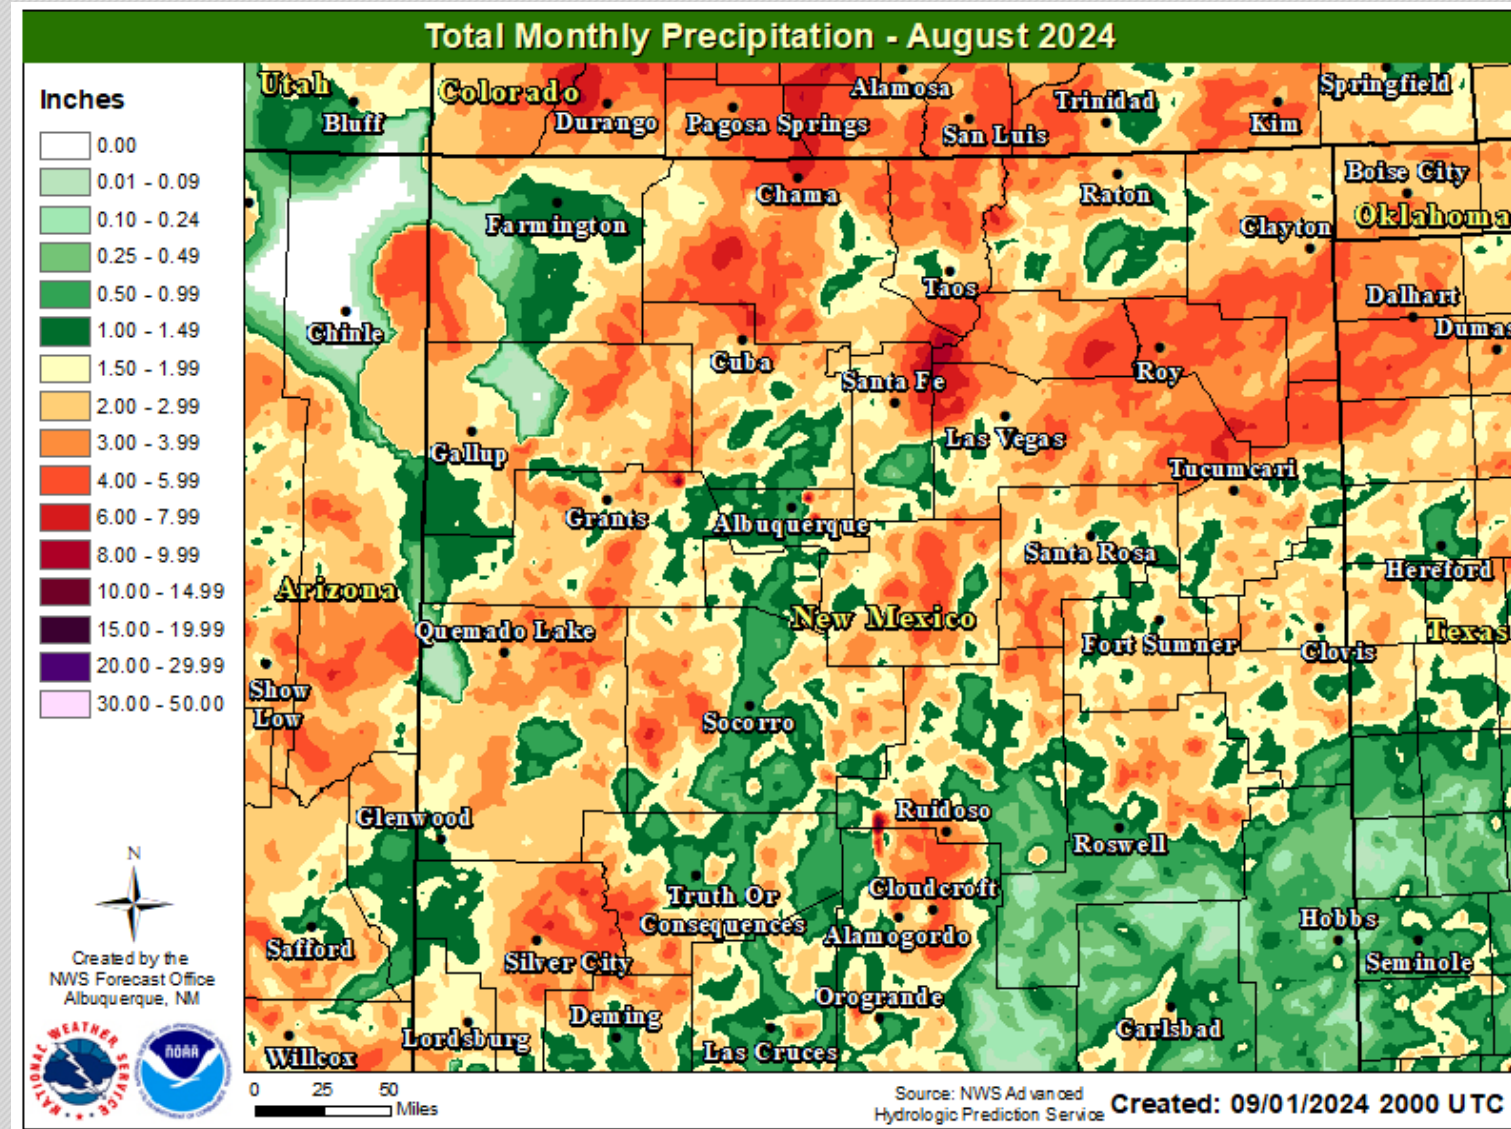 Total Monthly Precipitation - August 2024
Inches
0.00
0.01 - 0.09
0.10 - 0.24
0.25 - 0.49
0.50 - 0.99
1.00 - 1.49
1.50 - 1.99
2.00 - 2.99
3.00 - 3.99
4.00 - 5.99
6.00 - 7.99
8.00 - 9.99
10.00 - 14.99
15.00 - 19.99
20.00 - 29.99
30.00 - 50.00
Utah
Colorado
Alamosa
Springfield
Bluff
Durango
Pagosa Springs
San Luis
Trinidad
Kim
Chama
Raton
Boise City
Farmington
Clayton
Oklahoma
Taos
Dalhart
Chinle
Dumas
Cuba
Santa Fe
Roy
Gallup
Las Vegas
Tucumcari
Grants
Albuquerque
Santa Rosa
Hereford
Arizona
New Mexico
Texas
Quemado Lake
Fort Sumner
Clovis
Show
Low
Socorro
Glenwood
Ruidoso
Roswell
Truth Or
Consequences
Cloudcroft
Alamogordo
Hobbs
Safford
Silver City
Seminole
Orogrande
Deming
Carlsbad
Lordsburg
Las Cruces
Willcox
N
Created by the
NWS Forecast Office
Albuquerque, NM
NATIONAL WEATHER SERVICE
NOAA
0 25 50
Miles
Source: NWS Advanced
Hydrologic Prediction Service
Created: 09/01/2024 2000 UTC